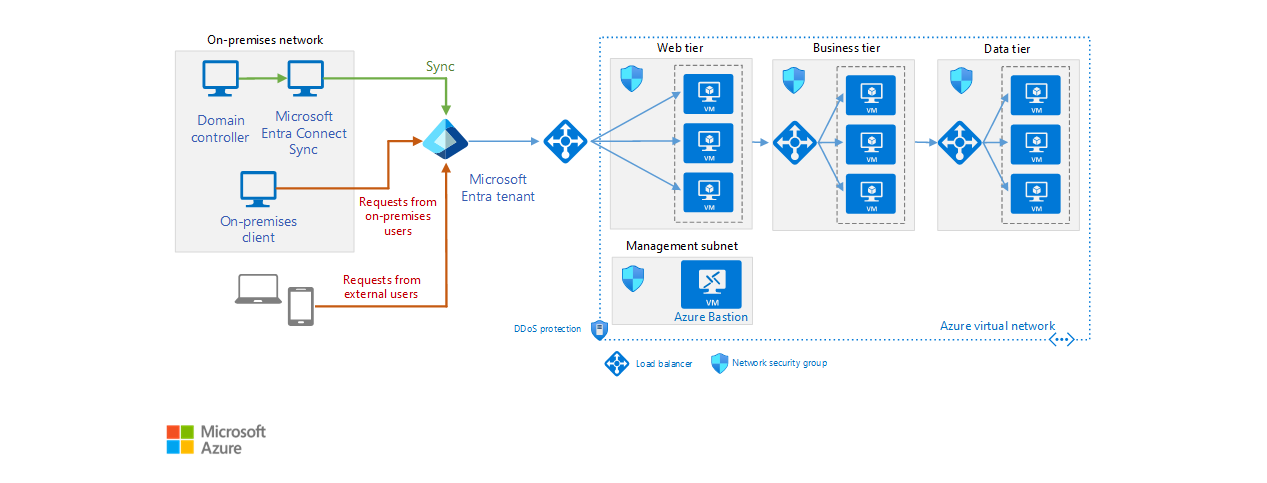 On-premises network
Domain
controller
Microsoft
Entra Connect
Sync
On-premises
client
Sync
Requests from
on-premises
users
Requests from
external users
Microsoft
Entra tenant
Web tier
VM
VM
VM
Business tier
VM
VM
VM
Data tier
VM
VM
VM
Management subnet
VM
Azure Bastion
DDoS protection
Azure virtual network
Load balancer
Network security group
Microsoft
Azure